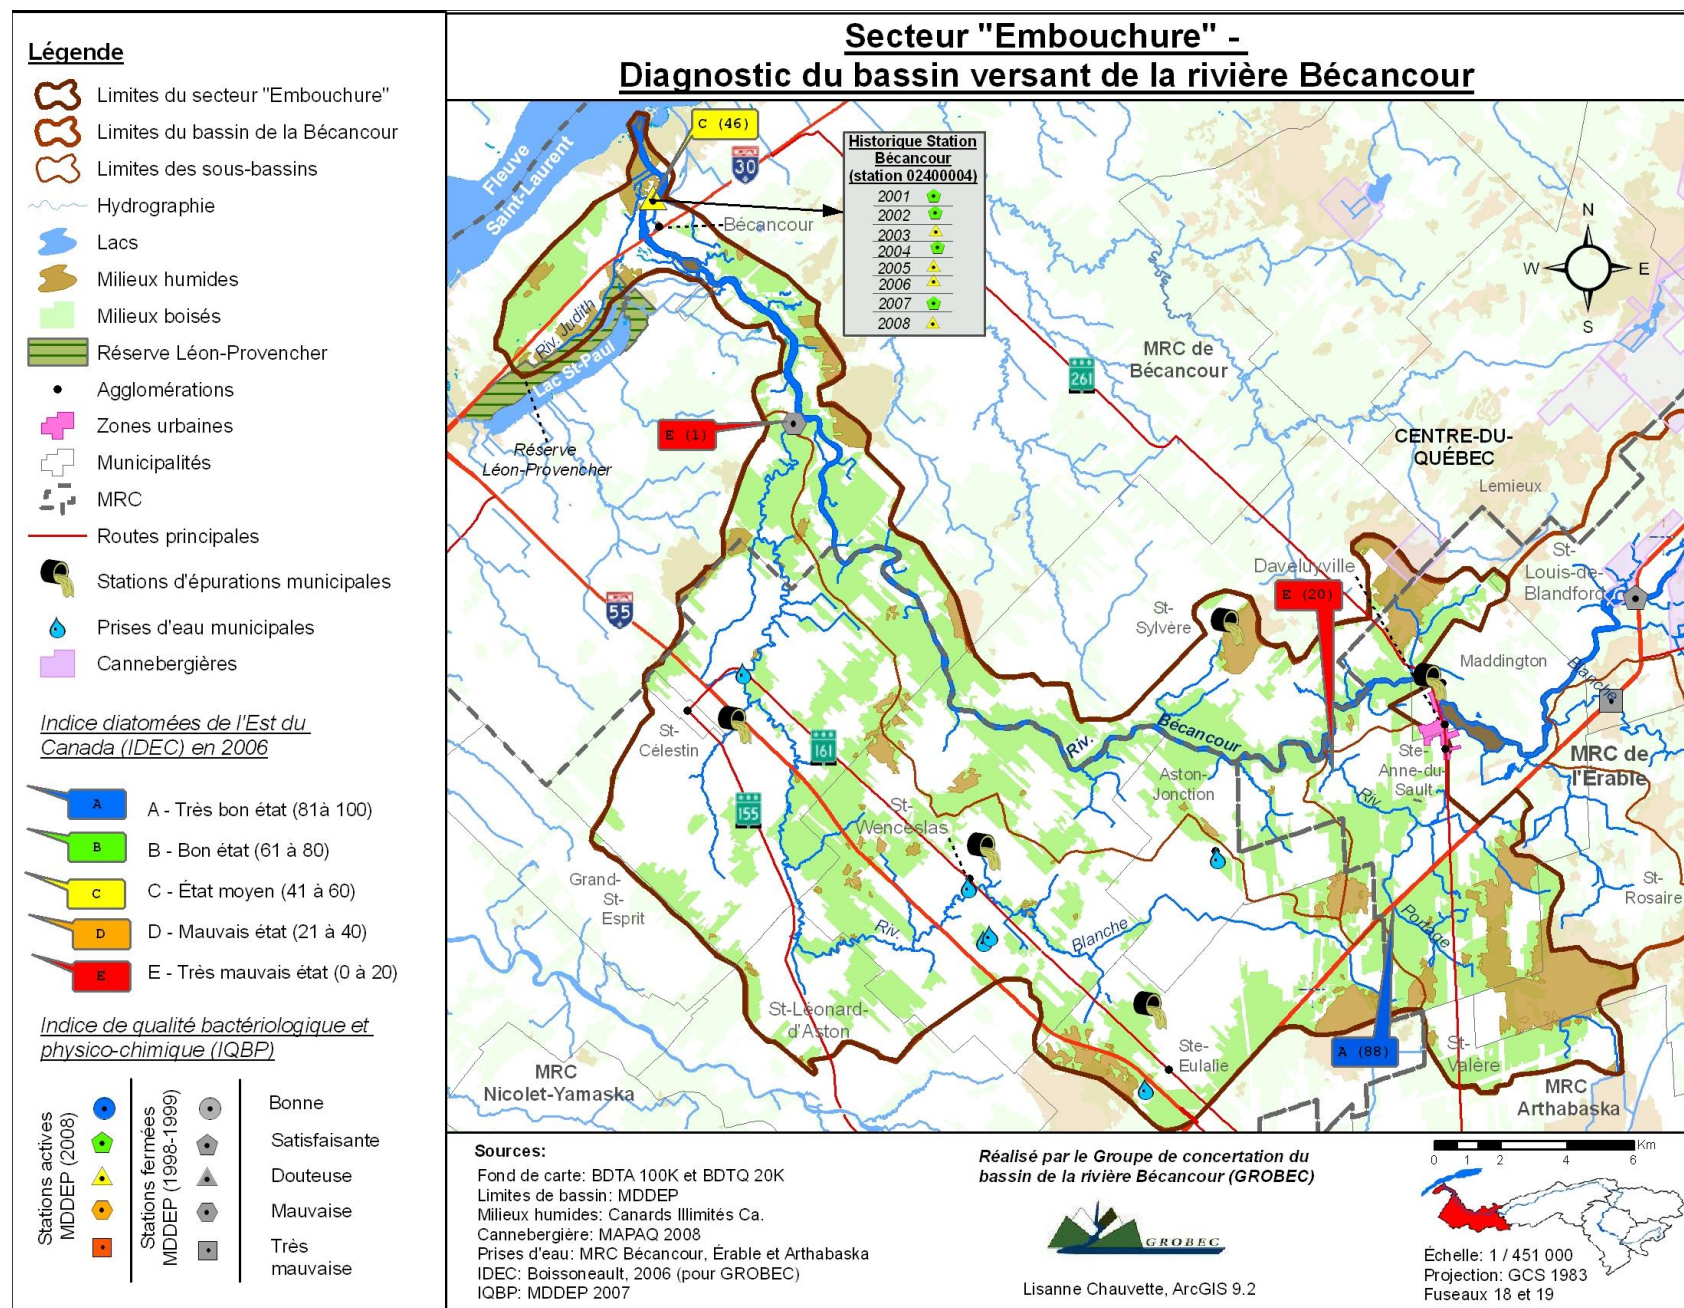 Secteur "Embouchure" -
Diagnostic du bassin versant de la rivière Bécancour
Légende
Limites du secteur "Embouchure"
Limites du bassin de la Bécancour
Limites des sous-bassins
Hydrographie
Lacs
Milieux humides
Milieux boisés
Réserve Léon-Provencher
Agglomérations
Zones urbaines
Municipalités
MRC
Routes principales
Stations d'épurations municipales
Prises d'eau municipales
Cannebergières
Indice diatomées de l'Est du
Canada (IDEC) en 2006
A
A - Très bon état (81à 100)
B
B - Bon état (61 à 80)
C
C - État moyen (41 à 60)
D
D - Mauvais état (21 à 40)
E
E - Très mauvais état (0 à 20)
Indice de qualité bactériologique et
physico-chimique (IQBP)
Stations actives
MDDEP (2008)
Stations fermées
MDDEP (1998-1999)
Bonne
Satisfaisante
Douteuse
Mauvaise
Très
mauvaise
Fleuve
Saint-Laurent
C (46)
30
Historique Station
Bécancour
(station 02400004)
2001
2002
2003
2004
2005
2006
2007
2008
Bécancour
N
W
E
S
Riv. Judith
Lac St-Paul
Réserve
Léon-Provencher
E (1)
261
MRC de
Bécancour
CENTRE-DU-
QUÉBEC
Lemieux
St-
Louis-de-
Blandford
Daveluyville
E (20)
St-
Sylvère
Maddington
Blanche
55
St-
Célestin
161
155
Riv.
Bécancour
Aston-
Jonction
Ste-
Anne-du-
Sault
Riv.
MRC de
l'Érable
St-
Wenceslas
Grand-
St-
Esprit
Riv.
Blanche
Portage
St-
Rosaire
St-Léonard-
d'Aston
Ste-
Eulalie
A (88)
St-
Valère
MRC
Nicolet-Yamaska
MRC
Arthabaska
Sources:
Fond de carte: BDTA 100K et BDTQ 20K
Limites de bassin: MDDEP
Milieux humides: Canards Illimités Ca.
Cannebergière: MAPAQ 2008
Prises d'eau: MRC Bécancour, Érable et Arthabaska
IDEC: Boissoneault, 2006 (pour GROBEC)
IQBP: MDDEP 2007
Réalisé par le Groupe de concertation du
bassin de la rivière Bécancour (GROBEC)
GROBEC
Lisanne Chauvette, ArcGIS 9.2
Km
0 1 2 4 6
Échelle: 1 / 451 000
Projection: GCS 1983
Fuseaux 18 et 19